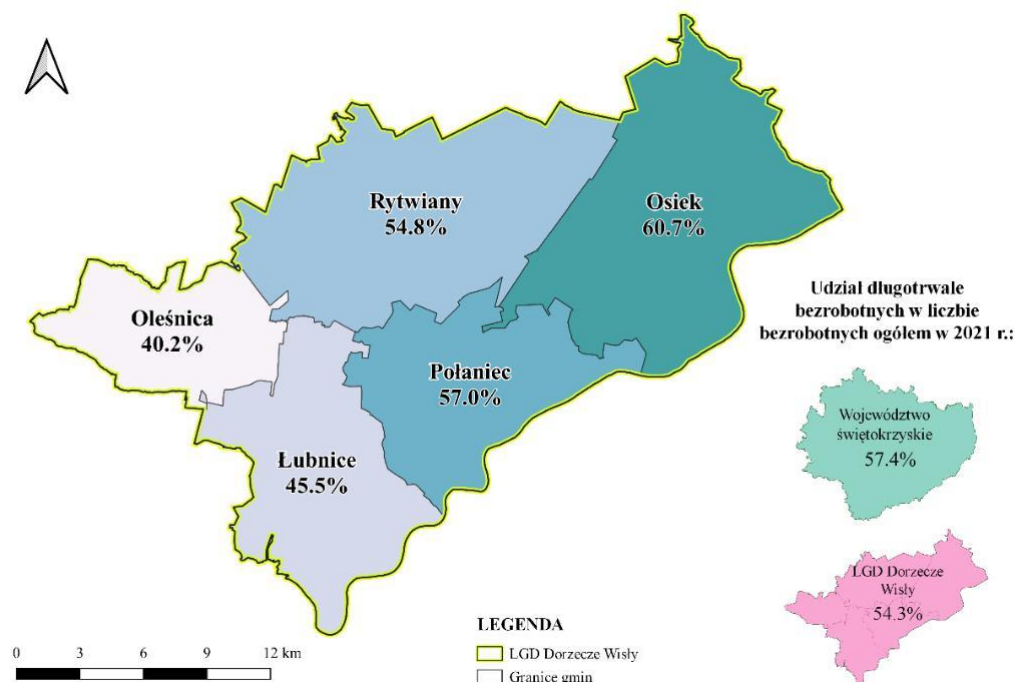 Rytwiany
54.8%
Osiek
60.7%
Oleśnica
40.2%
Połaniec
57.0%
Łubnice
45.5%
Udział długotrwale
bezrobotnych w liczbie
bezrobotnych ogółem w 2021 r.:
Województwo
świętokrzyskie
57.4%
LGD Dorzecze
Wisły
54.3%
LEGENDA
LGD Dorzecze Wisły
Granice gmin
0 3 6 9 12 km